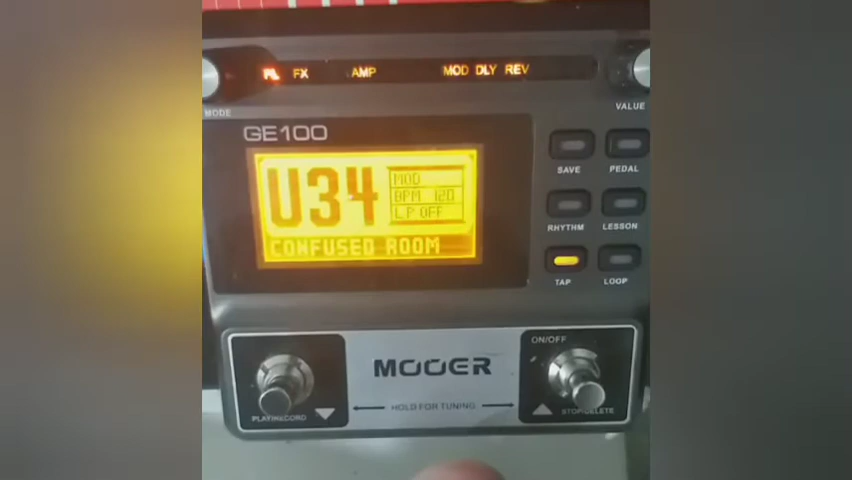 FX AMP MOD DLY REV
MODE
VALUE
GE100
U34
MOD
BPM 120
L.P OFF
CONFUSED ROOM
SAVE PEDAL
RHYTHM LESSON
TAP LOOP
ON/OFF
MOOER
HOLD FOR TUNING
PLAY/RECORD
STOP/DELETE